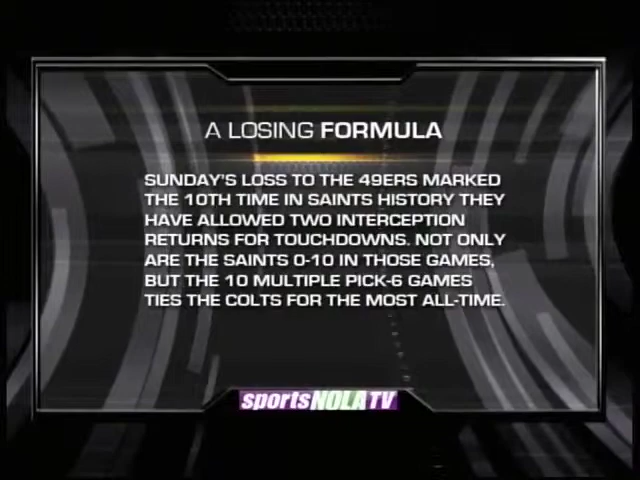 A LOSING FORMULA
SUNDAY'S LOSS TO THE 49ERS MARKED
THE 10TH TIME IN SAINTS HISTORY THEY
HAVE ALLOWED TWO INTERCEPTION
RETURNS FOR TOUCHDOWNS. NOT ONLY
ARE THE SAINTS 0-10 IN THOSE GAMES,
BUT THE 10 MULTIPLE PICK-6 GAMES
TIES THE COLTS FOR THE MOST ALL-TIME.
sportsNOLATV